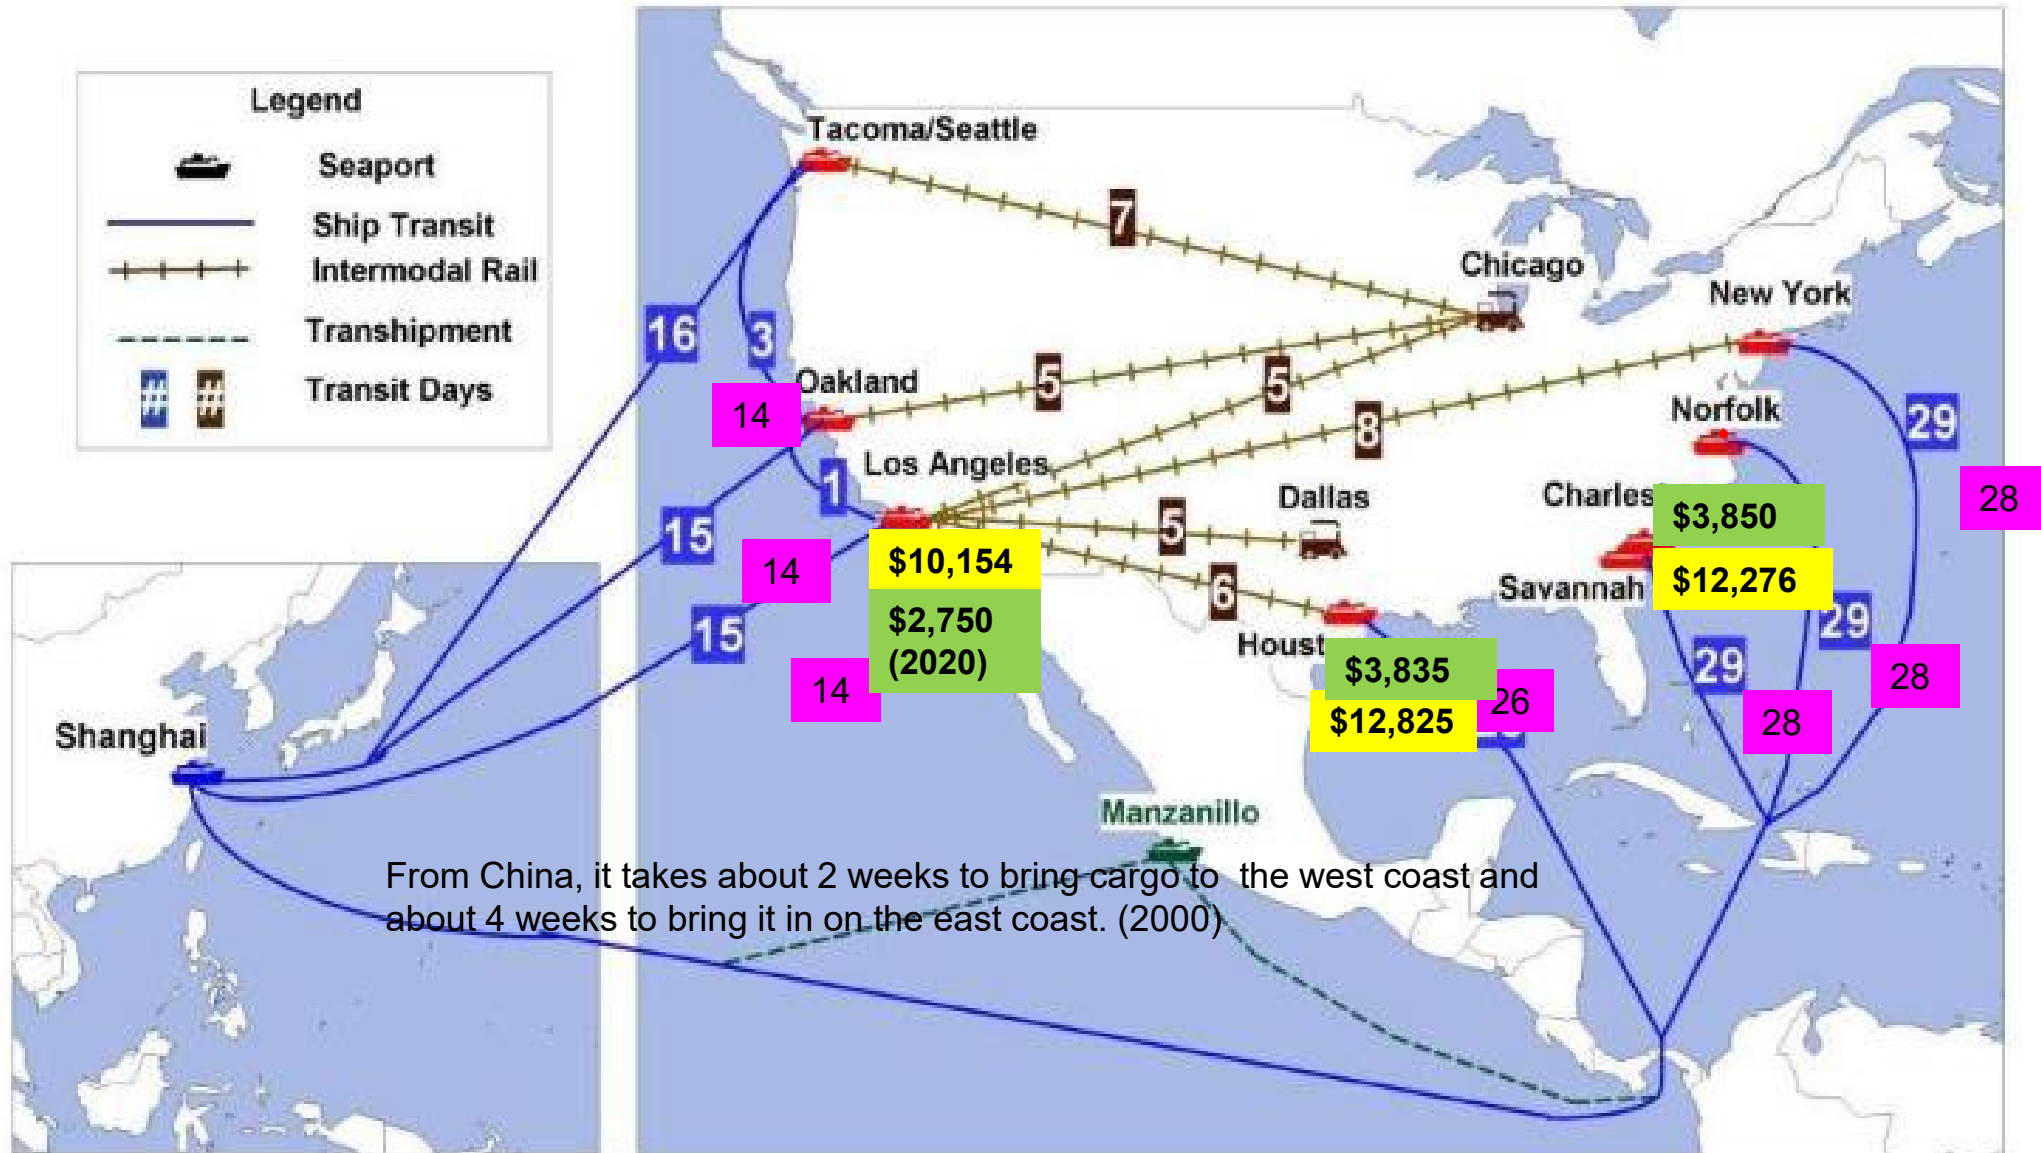 Legend
Seaport
Ship Transit
Intermodal Rail
Transhipment
## ## Transit Days
Tacoma/Seattle
7
Chicago
New York
16
3
Oakland
14
5
5
8
Norfolk
29
28
Los Angeles
1
15
14
Dallas
5
Charles
$3,850
$12,276
Savannah
$10,154
$2,750
(2020)
6
15
14
Houst
$3,835
$12,825
26
29
29
28
28
Shanghai
Manzanillo
From China, it takes about 2 weeks to bring cargo to the west coast and
about 4 weeks to bring it in on the east coast. (2000)